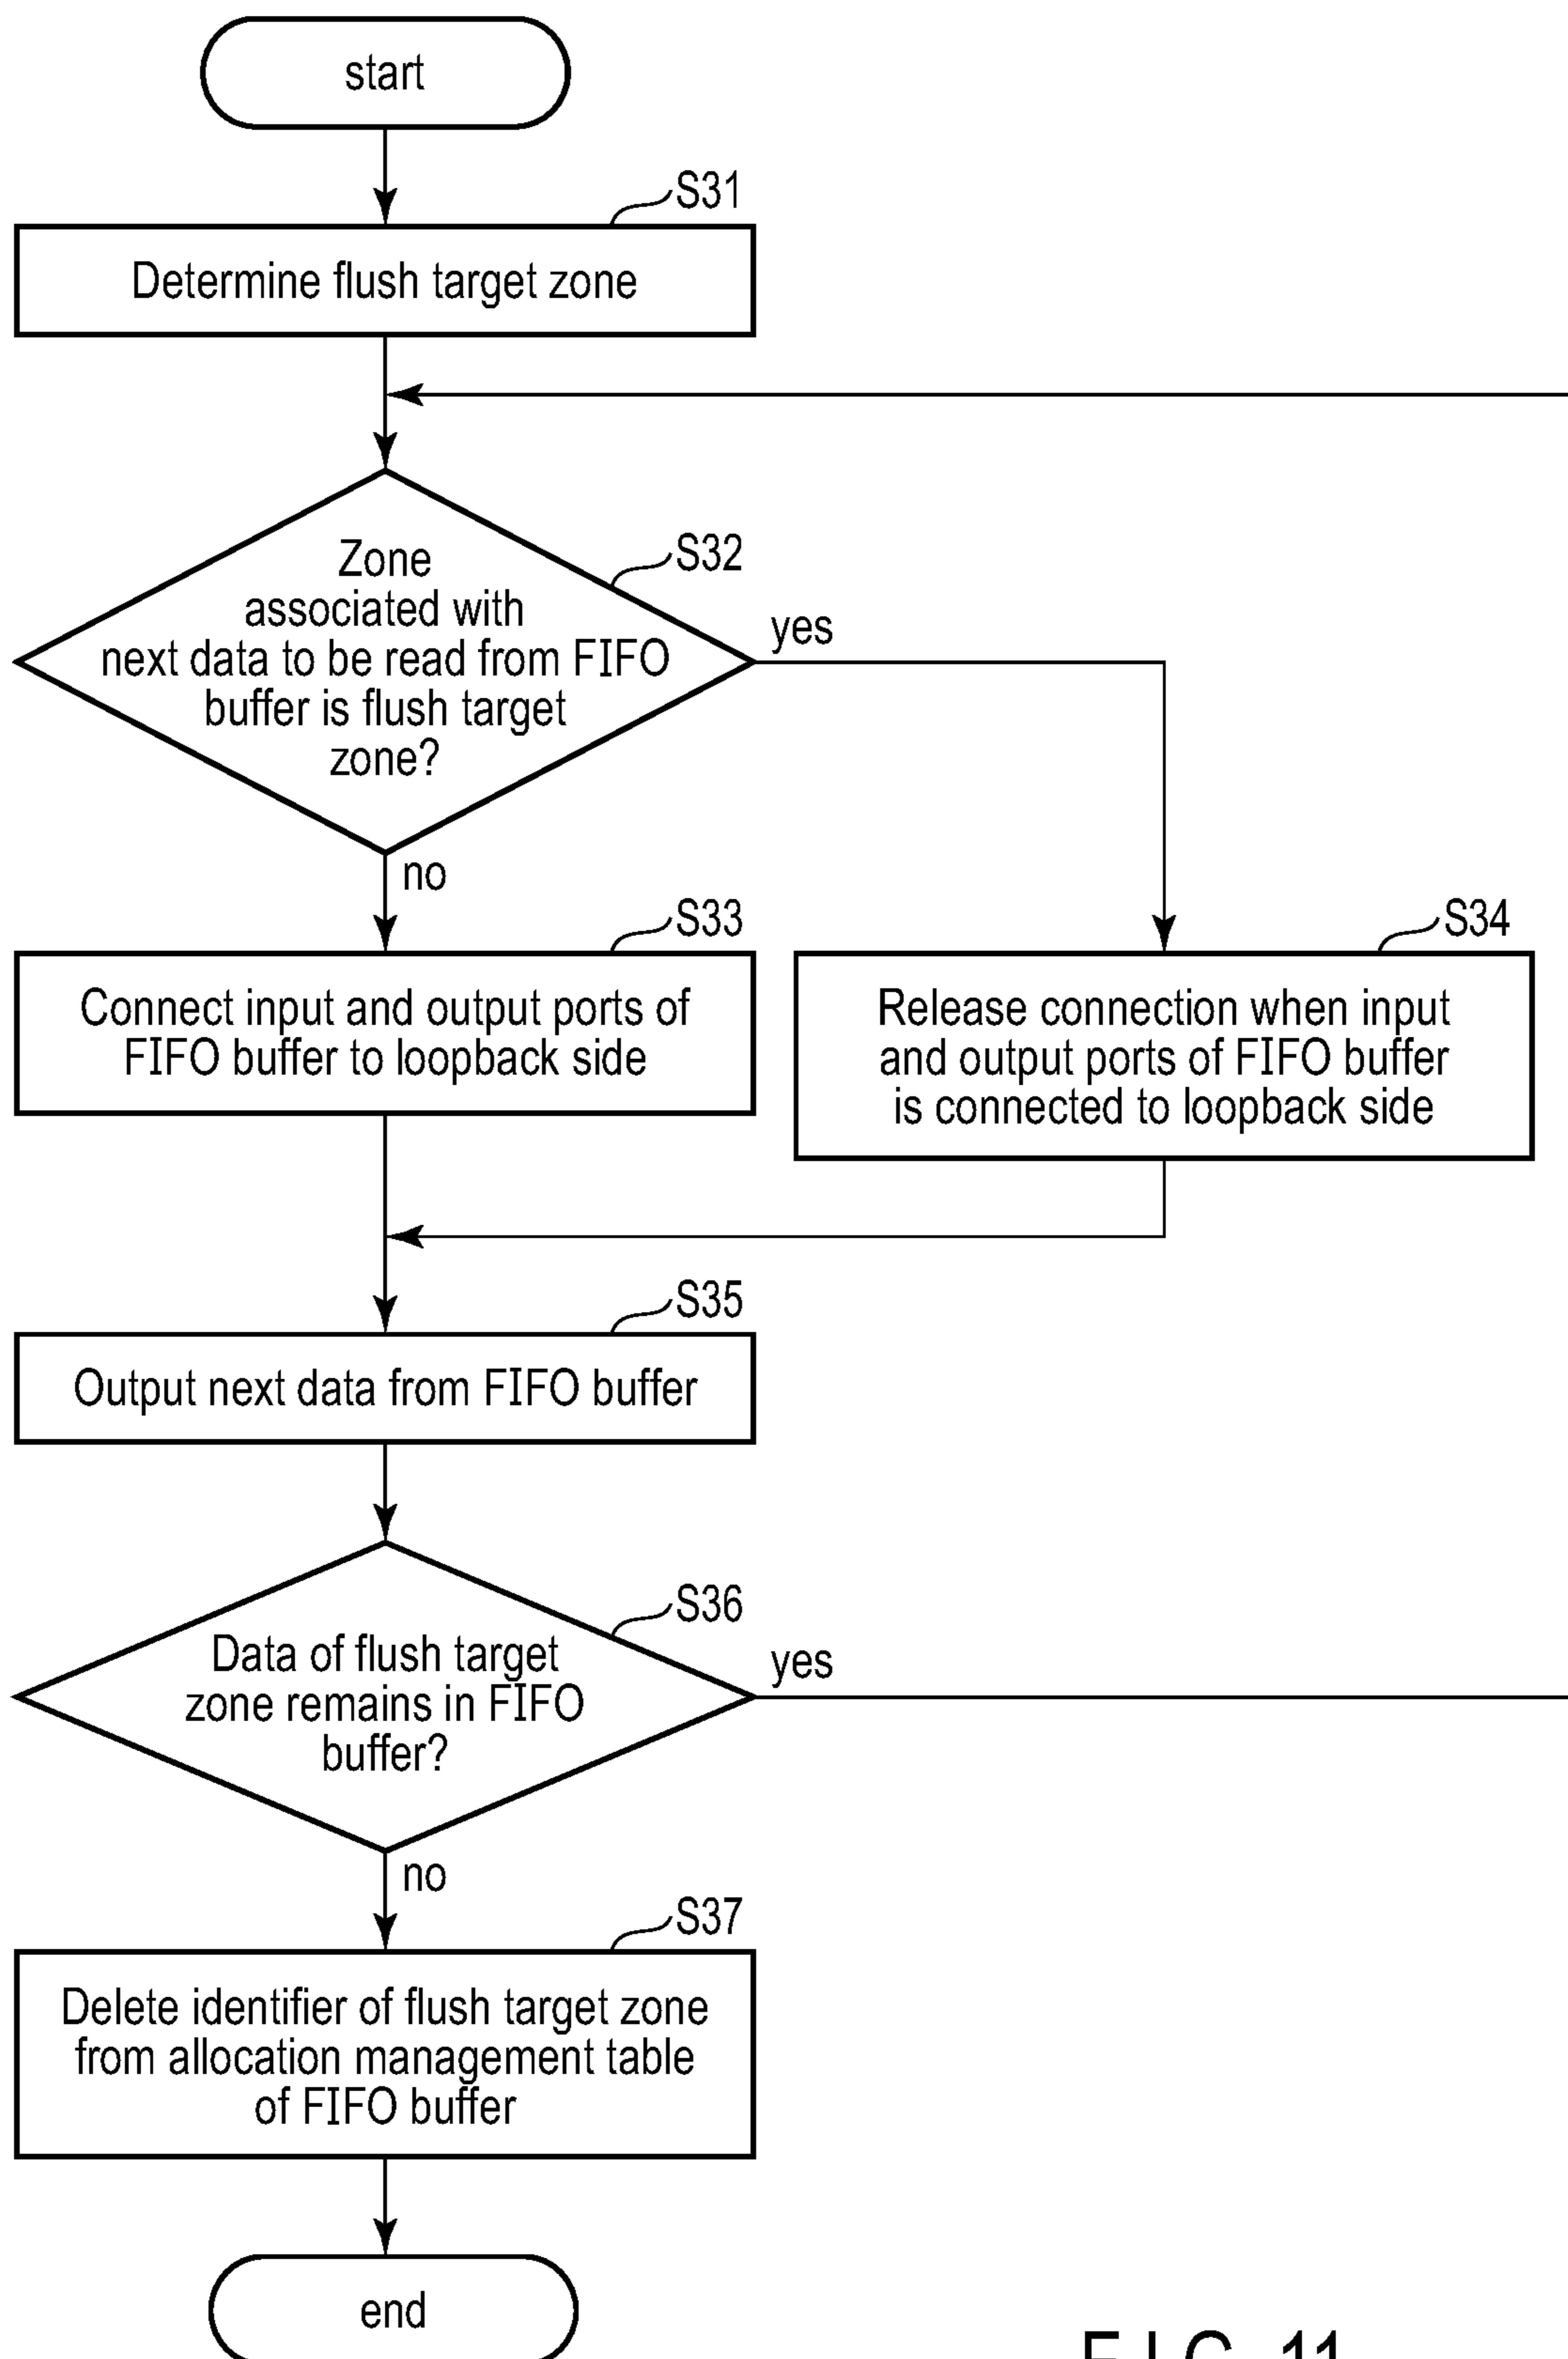 start
S31
Determine flush target zone
S32
Zone
associated with
next data to be read from FIFO
buffer is flush target
zone?
yes
no
S33
Connect input and output ports of
FIFO buffer to loopback side
S34
Release connection when input
and output ports of FIFO buffer
is connected to loopback side
S35
Output next data from FIFO buffer
S36
Data of flush target
zone remains in FIFO
buffer?
yes
no
S37
Delete identifier of flush target zone
from allocation management table
of FIFO buffer
end
FIG. 11